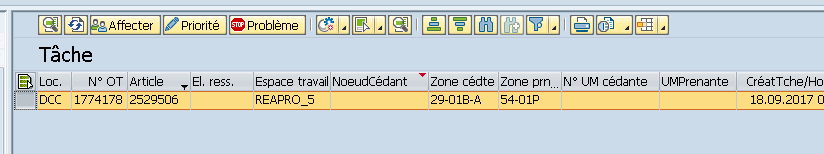 Affecter Priorité STOP Problème
Tâche
Loc. N° OT Article El. ress. Espace travail NoeudCédant Zone cédte Zone prn... N° UM cédante UMPrenante CréatTche/Ho
DCC 1774178 2529506 REAPRO_5 29-01B-A 54-01P 18.09.2017 0